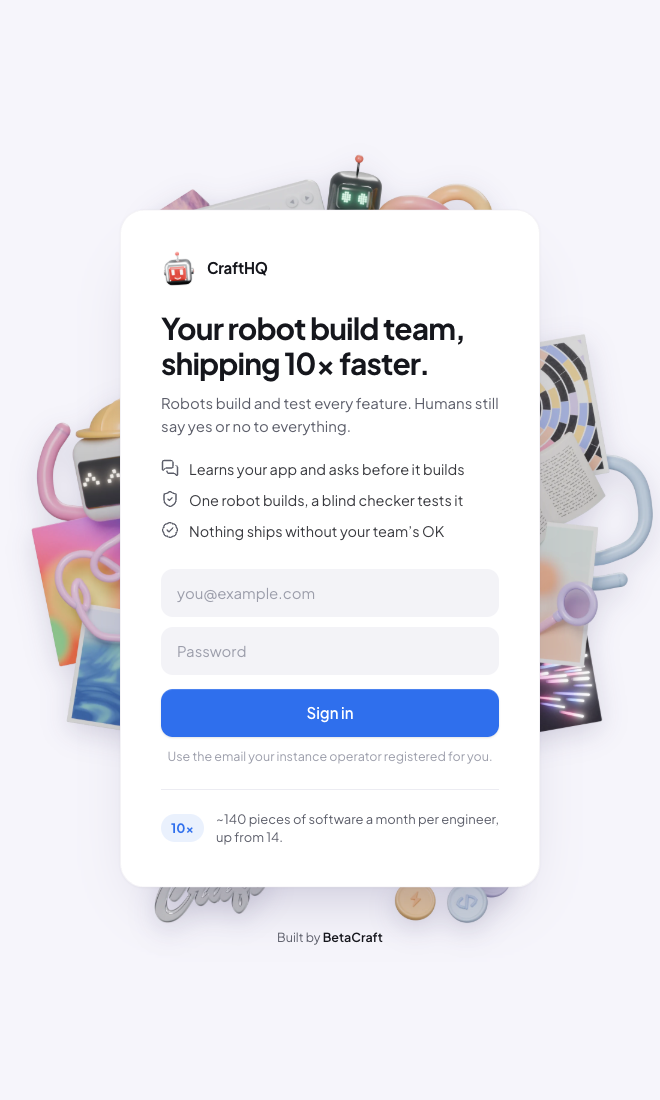 CraftHQ
Your robot build team,
shipping 10× faster.
Robots build and test every feature. Humans still
say yes or no to everything.
Learns your app and asks before it builds
One robot builds, a blind checker tests it
Nothing ships without your team’s OK
you@example.com
Password
Sign in
Use the email your instance operator registered for you.
10×
~140 pieces of software a month per engineer,
up from 14.
Built by BetaCraft